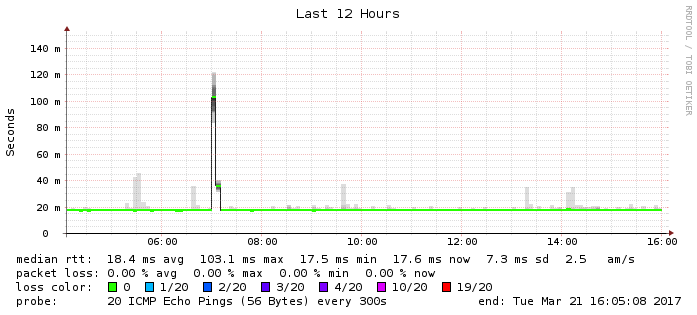 Last 12 Hours
RRDTOOL / TOBI OETIKER
Seconds
140 m
120 m
100 m
80 m
60 m
40 m
20 m
0
06:00 08:00 10:00 12:00 14:00 16:00
median rtt: 18.4 ms avg 103.1 ms max 17.5 ms min 17.6 ms now 7.3 ms sd 2.5 am/s
packet loss: 0.00 % avg 0.00 % max 0.00 % min 0.00 % now
loss color: 0 1/20 2/20 3/20 4/20 10/20 19/20
probe: 20 ICMP Echo Pings (56 Bytes) every 300s end: Tue Mar 21 16:05:08 2017